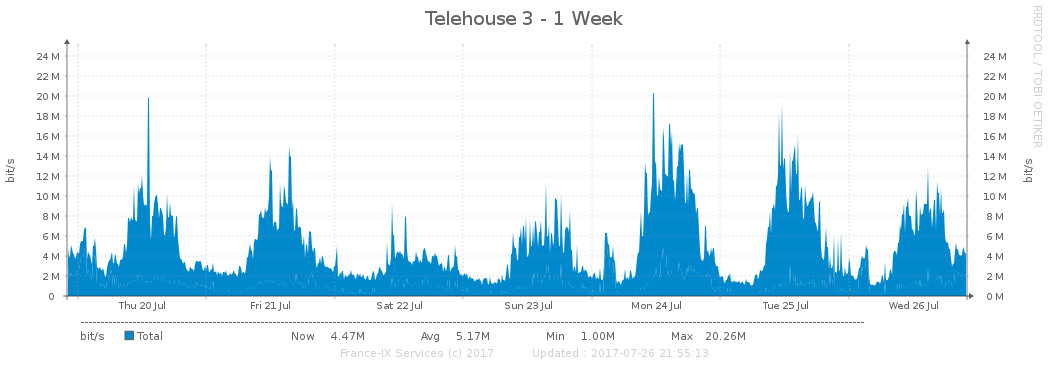 Telehouse 3 - 1 Week
RRDTOOL / TOBI OETIKER
24 M 24 M
22 M 22 M
20 M 20 M
18 M 18 M
16 M 16 M
14 M 14 M
12 M 12 M
10 M 10 M
8 M 8 M
6 M 6 M
4 M 4 M
2 M 2 M
0 0 M
bit/s
bit/s
Thu 20 Jul Fri 21 Jul Sat 22 Jul Sun 23 Jul Mon 24 Jul Tue 25 Jul Wed 26 Jul
bit/s Total Now 4.47M Avg 5.17M Min 1.00M Max 20.26M
France-IX Services (c) 2017 Updated : 2017-07-26 21:55:13